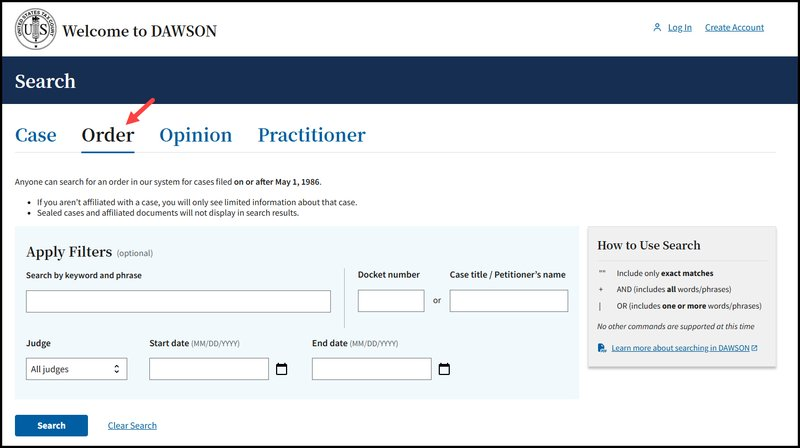 UNITED STATES TAX COURT
US
Welcome to DAWSON
Log In
Create Account
Search
Case
Order
Opinion
Practitioner
Anyone can search for an order in our system for cases filed on or after May 1, 1986.
• If you aren't affiliated with a case, you will only see limited information about that case.
• Sealed cases and affiliated documents will not display in search results.
Apply Filters (optional)
Search by keyword and phrase
Docket number
or
Case title / Petitioner's name
Judge
All judges
Start date (MM/DD/YYYY)
End date (MM/DD/YYYY)
How to Use Search
"" Include only exact matches
+ AND (includes all words/phrases)
| OR (includes one or more words/phrases)
No other commands are supported at this time
Learn more about searching in DAWSON
Search
Clear Search